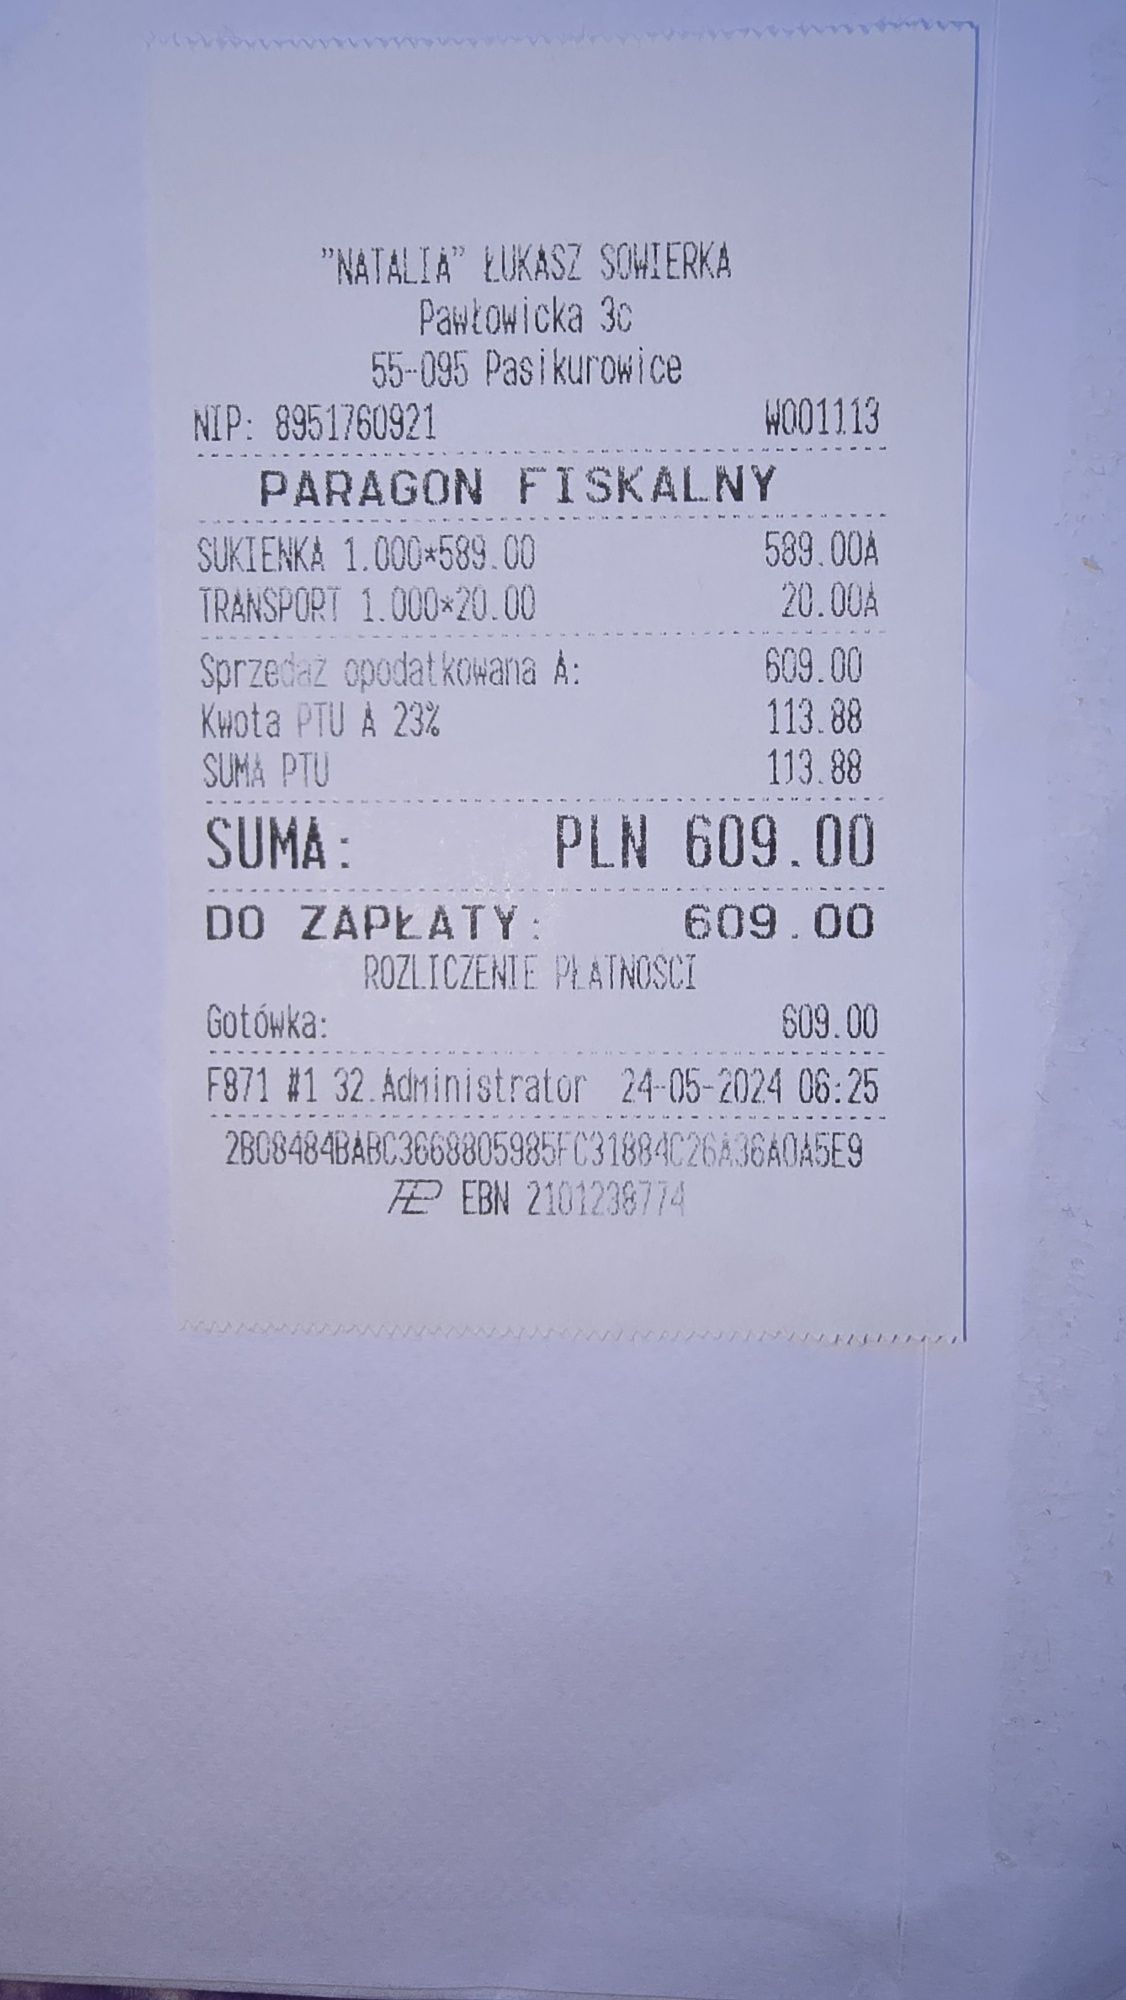 "NATALIA" ŁUKASZ SOWIERKA
Pawłowicka 3c
55-095 Pasikurowice
NIP: 8951760921 W001113
PARAGON FISKALNY
SUKIENKA 1.000*589.00 589.00A
TRANSPORT 1.000*20.00 20.00A
Sprzedaż opodatkowana A: 609.00
Kwota PTU A 23% 113.88
SUMA PTU 113.88
SUMA: PLN 609.00
DO ZAPŁATY: 609.00
ROZLICZENIE PŁATNOŚCI
Gotówka: 609.00
F871 #1 32.Administrator 24-05-2024 06:25
2B08484BABC3668805985FC31884C26A36A0A5E9
EBN 2101238774